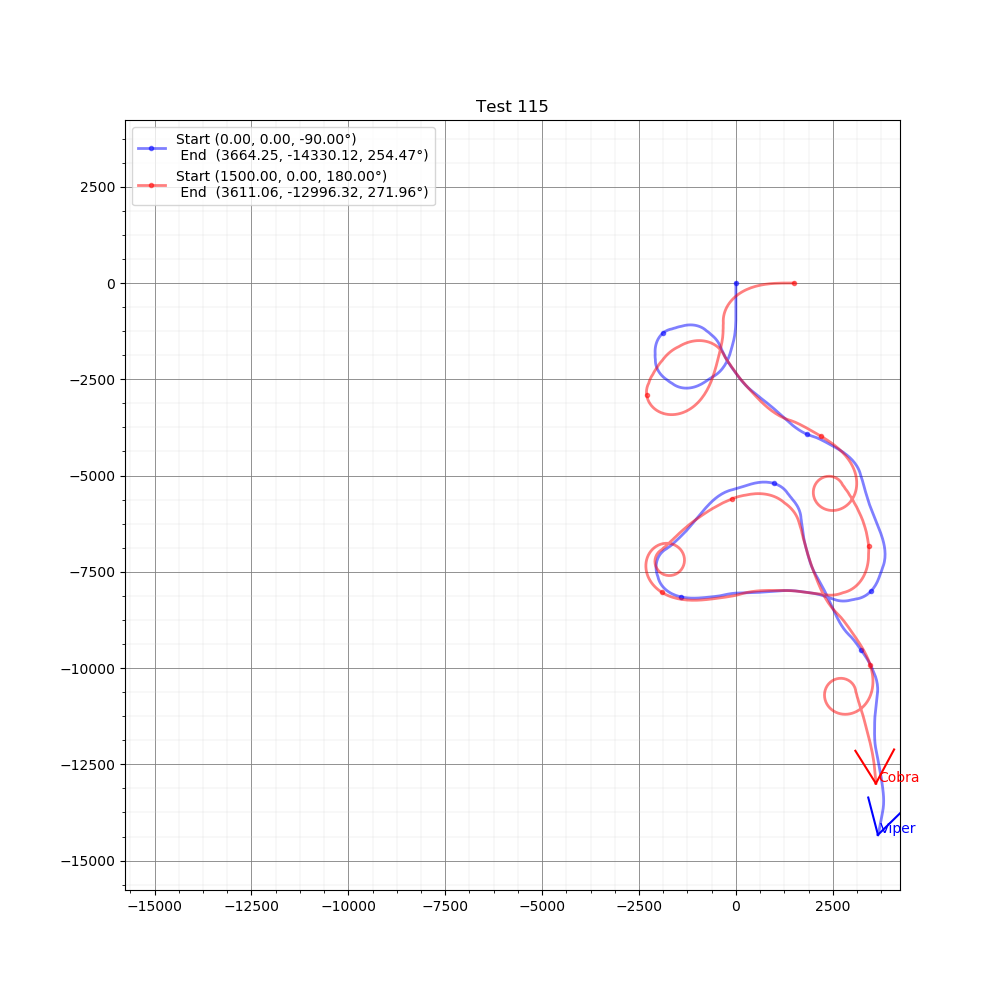 Test 115
Start (0.00, 0.00, -90.00°)
End  (3664.25, -14330.12, 254.47°)
Start (1500.00, 0.00, 180.00°)
End  (3611.06, -12996.32, 271.96°)
2500
0
−2500
−5000
−7500
−10000
−12500
−15000
Cobra
Viper
−15000 −12500 −10000 −7500 −5000 −2500 0 2500